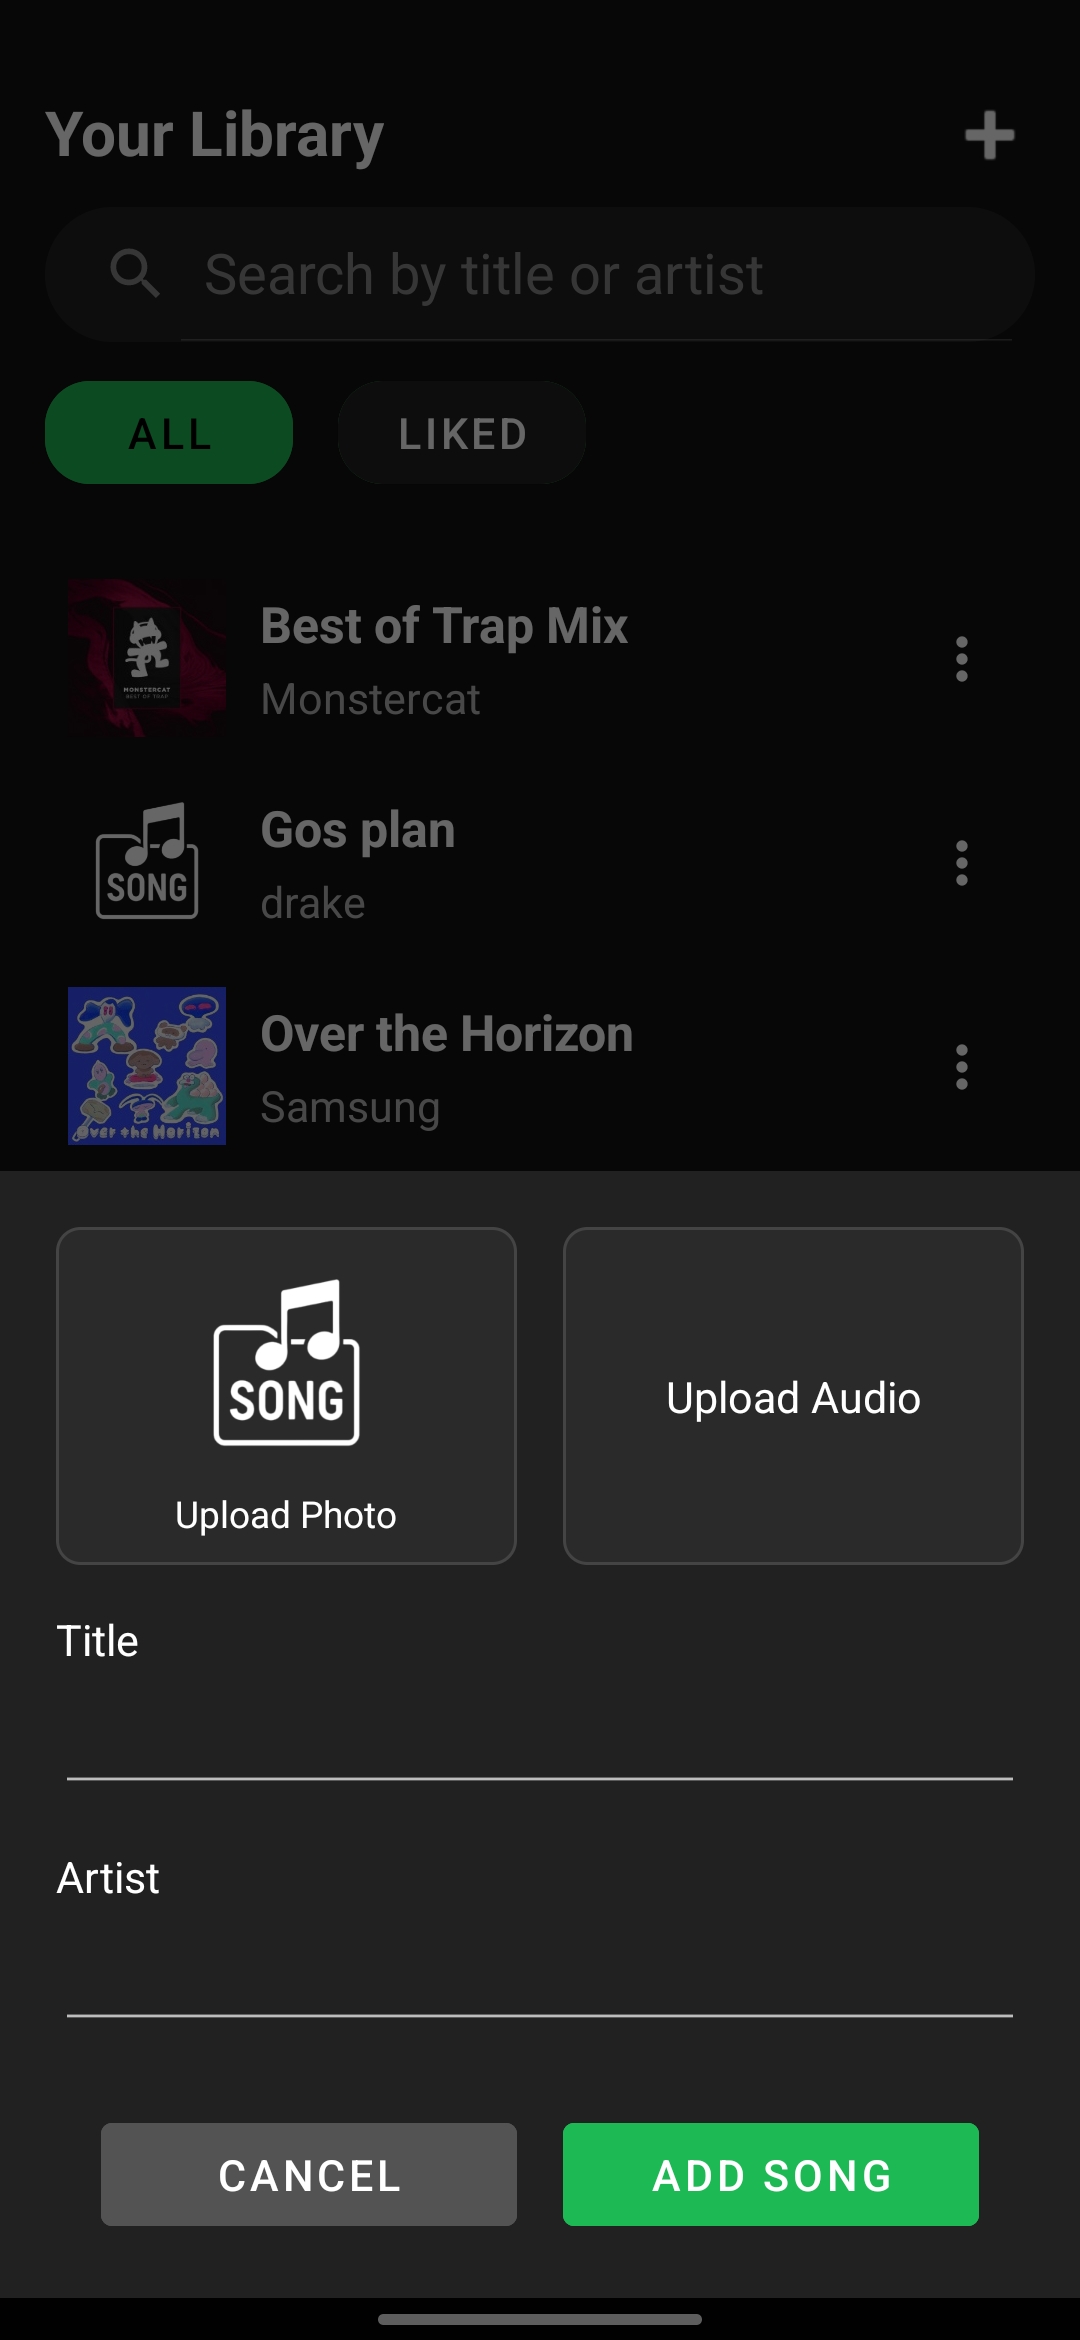 Your Library
Search by title or artist
ALL
LIKED
MONSTERCAT
BEST OF TRAP
Best of Trap Mix
Monstercat
SONG
Gos plan
drake
Over the Horizon
Over the Horizon
Samsung
SONG
Upload Photo
Upload Audio
Title
Artist
CANCEL
ADD SONG